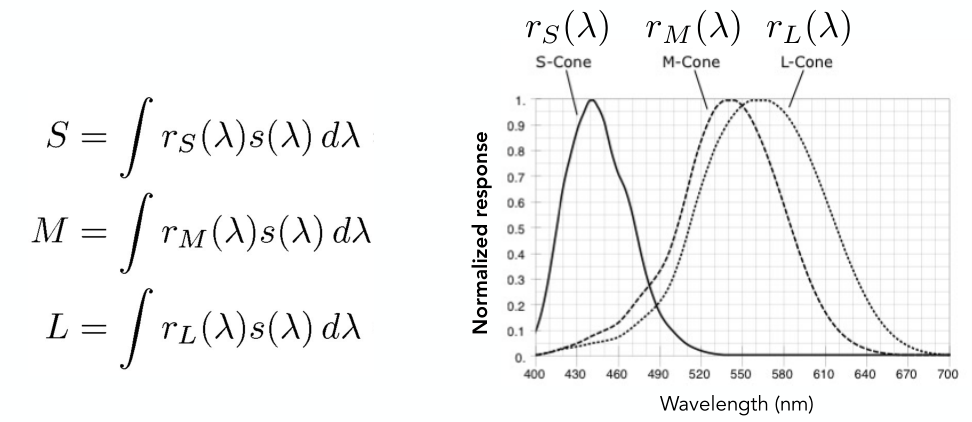 S = ∫ r_S(λ)s(λ) dλ
M = ∫ r_M(λ)s(λ) dλ
L = ∫ r_L(λ)s(λ) dλ
r_S(λ) r_M(λ) r_L(λ)
S-Cone M-Cone L-Cone
Normalized response
1.
0.9
0.8
0.7
0.6
0.5
0.4
0.3
0.2
0.1
0.
400 430 460 490 520 550 580 610 640 670 700
Wavelength (nm)